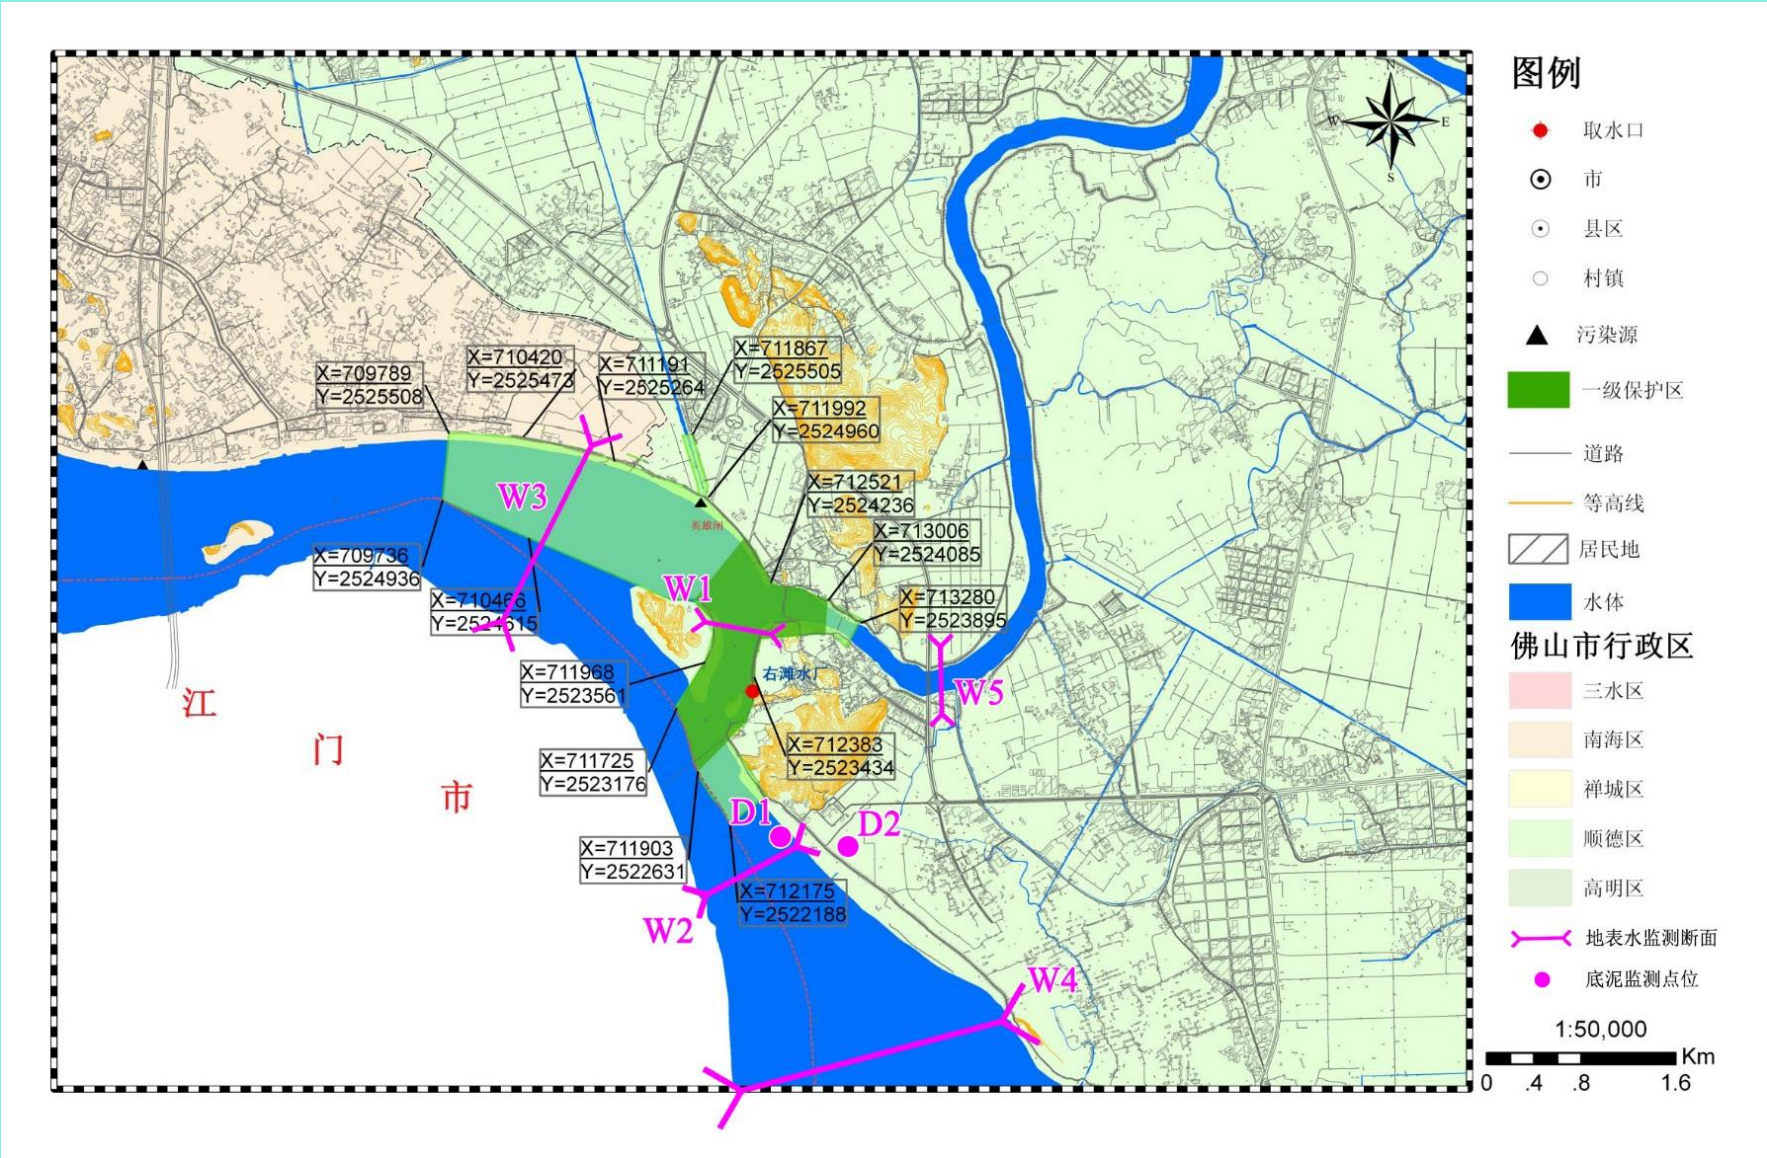 X=709789
Y=2525508
X=710420
Y=2525473
X=711191
Y=2525264
X=711867
Y=2525505
X=711992
Y=2524960
X=712521
Y=2524236
X=713006
Y=2524085
X=713280
Y=2523895
W3
英雄闸
W1
X=709736
Y=2524936
X=710466
Y=2524615
X=711968
Y=2523561
右滩水厂
W5
江
门
市
X=711725
Y=2523176
X=712383
Y=2523434
D1
D2
X=711903
Y=2522631
X=712175
Y=2522188
W2
W4
N
W
E
S
图例
取水口
市
县区
村镇
污染源
一级保护区
道路
等高线
居民地
水体
佛山市行政区
三水区
南海区
禅城区
顺德区
高明区
地表水监测断面
底泥监测点位
1:50,000
Km
0 .4 .8 1.6